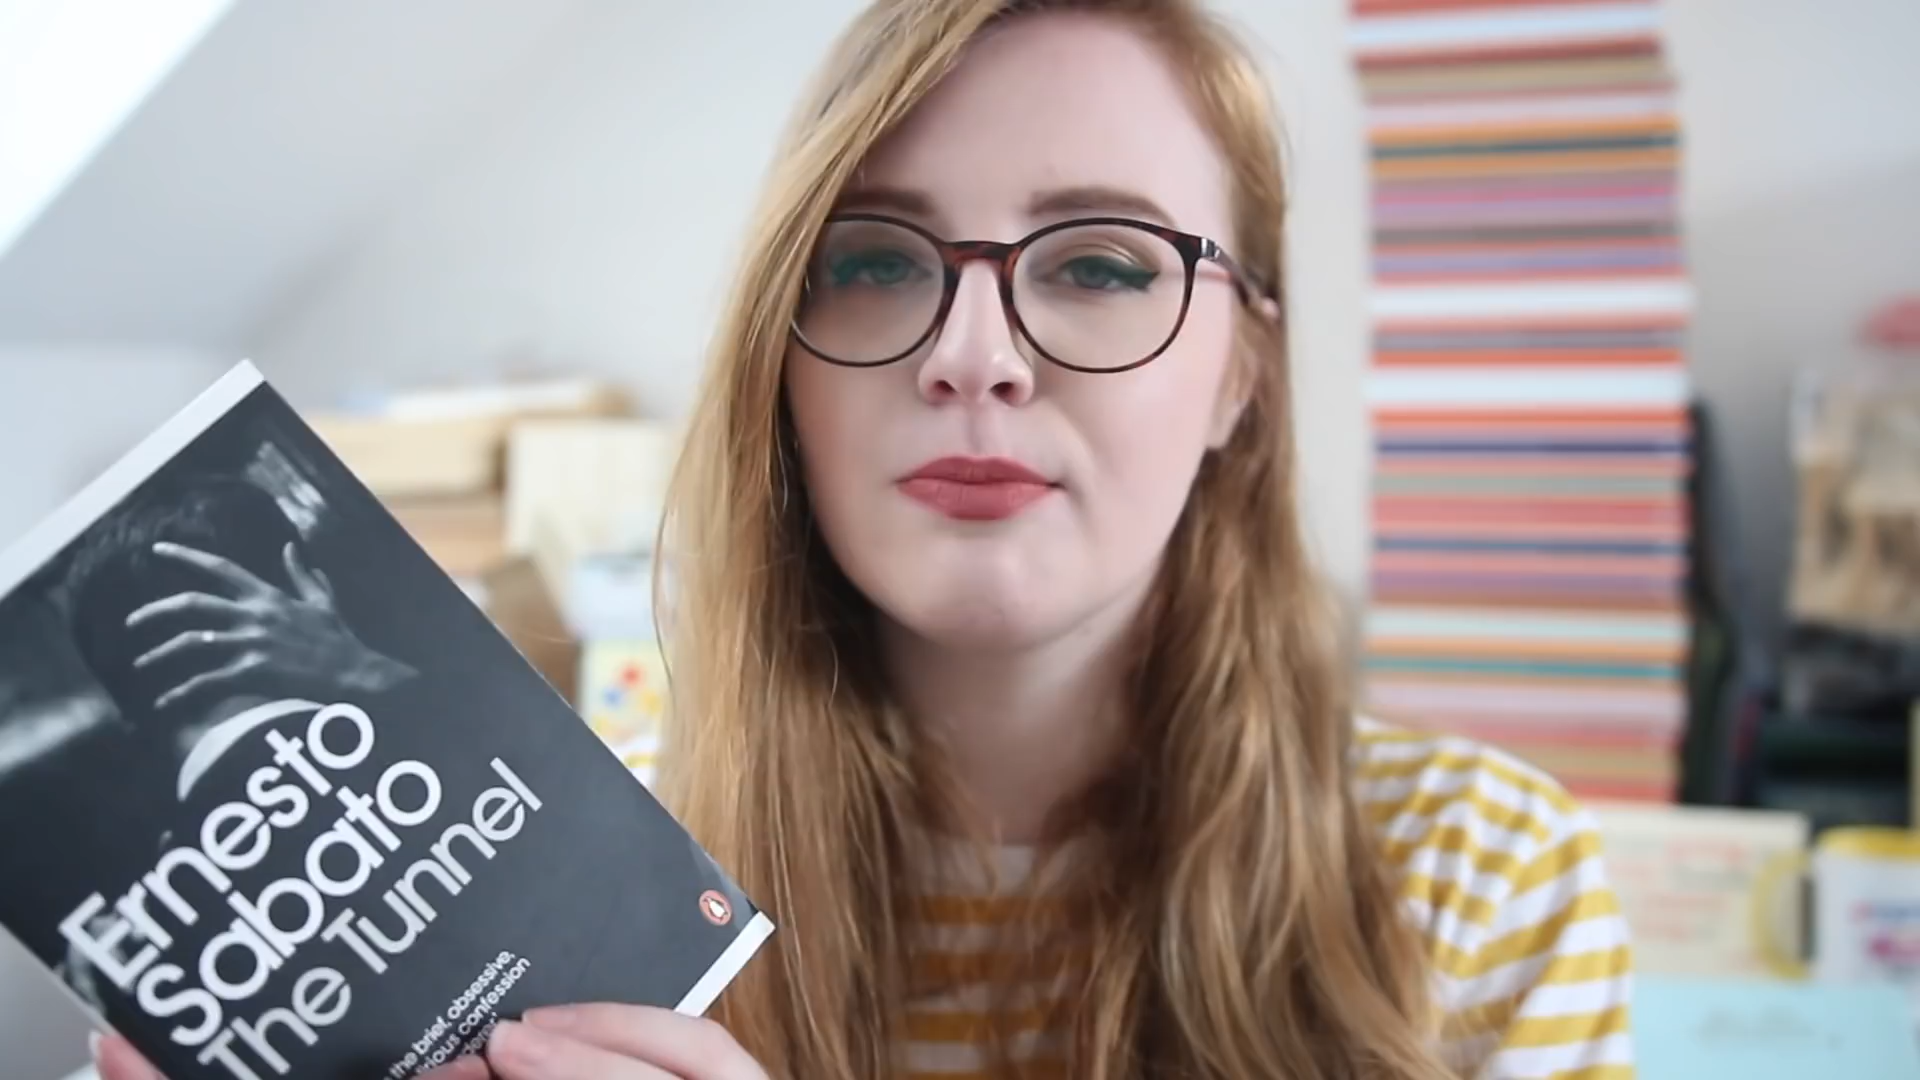 Ernesto
Sabato
The Tunnel
the brief, obsessive,
confession